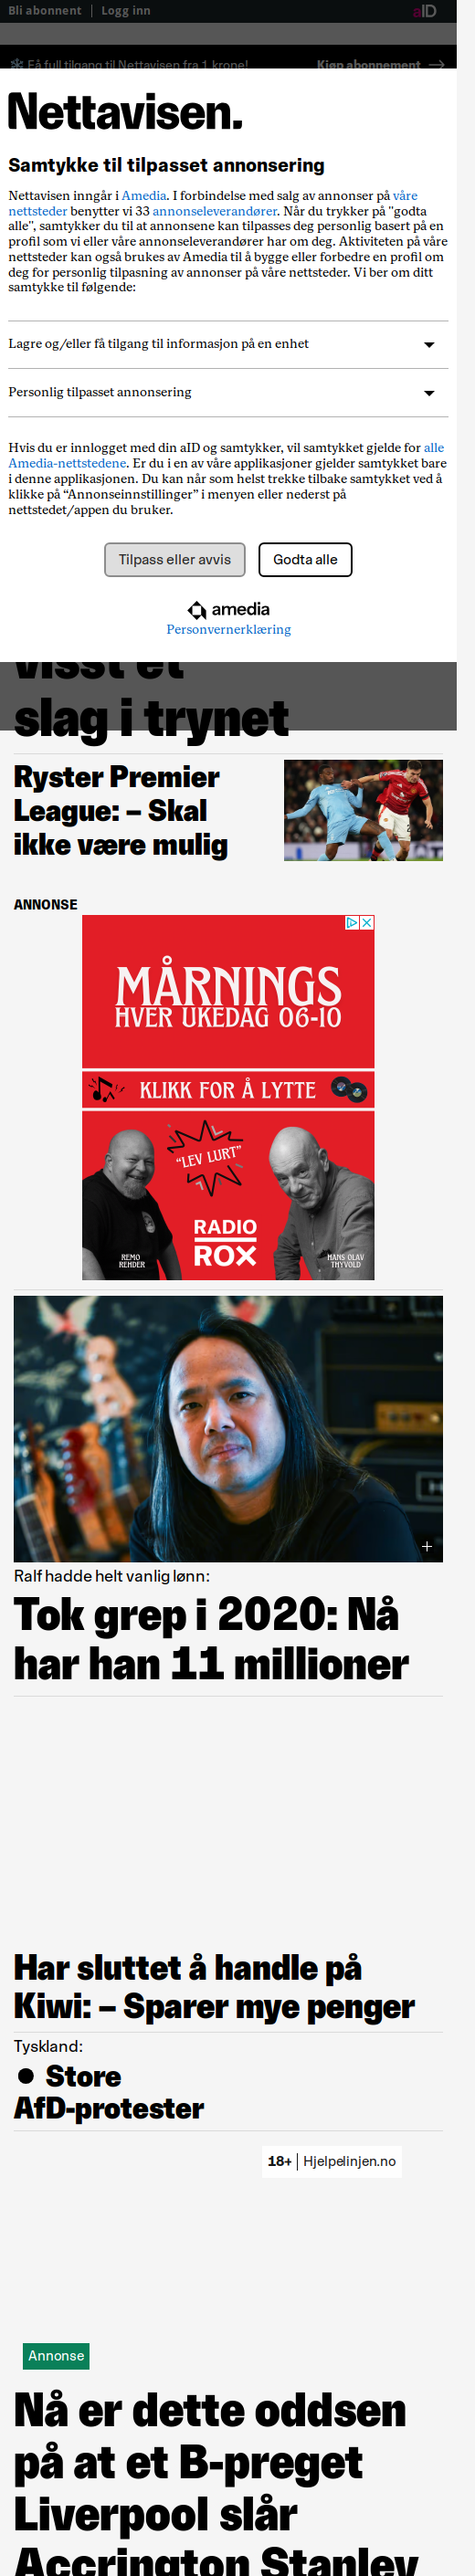 Bli abonnent | Logg inn
aID
Få full tilgang til Nettavisen fra 1 krone!
Kjøp abonnement
Nettavisen.
Samtykke til tilpasset annonsering
Nettavisen inngår i Amedia. I forbindelse med salg av annonser på våre
nettsteder benytter vi 33 annonseleverandører. Når du trykker på "godta
alle", samtykker du til at annonsene kan tilpasses deg personlig basert på en
profil som vi eller våre annonseleverandører har om deg. Aktiviteten på våre
nettsteder kan også brukes av Amedia til å bygge eller forbedre en profil om
deg for personlig tilpasning av annonser på våre nettsteder. Vi ber om ditt
samtykke til følgende:
Lagre og/eller få tilgang til informasjon på en enhet
Personlig tilpasset annonsering
Hvis du er innlogget med din aID og samtykker, vil samtykket gjelde for alle
Amedia-nettstedene. Er du i en av våre applikasjoner gjelder samtykket bare
i denne applikasjonen. Du kan når som helst trekke tilbake samtykket ved å
klikke på “Annonseinnstillinger” i menyen eller nederst på
nettstedet/appen du bruker.
Tilpass eller avvis
Godta alle
amedia
Personvernerklæring
visst et
slag i trynet
Ryster Premier
League: – Skal
ikke være mulig
ANNONSE
MÅRNINGS
HVER UKEDAG 06-10
KLIKK FOR Å LYTTE
“LEV LURT”
RADIO
ROX
REMO
REHDER
HANS OLAV
THYVOLD
Ralf hadde helt vanlig lønn:
Tok grep i 2020: Nå
har han 11 millioner
Har sluttet å handle på
Kiwi: – Sparer mye penger
Tyskland:
Store
AfD-protester
18+ | Hjelpelinjen.no
Annonse
Nå er dette oddsen
på at et B-preget
Liverpool slår
Accrington Stanley